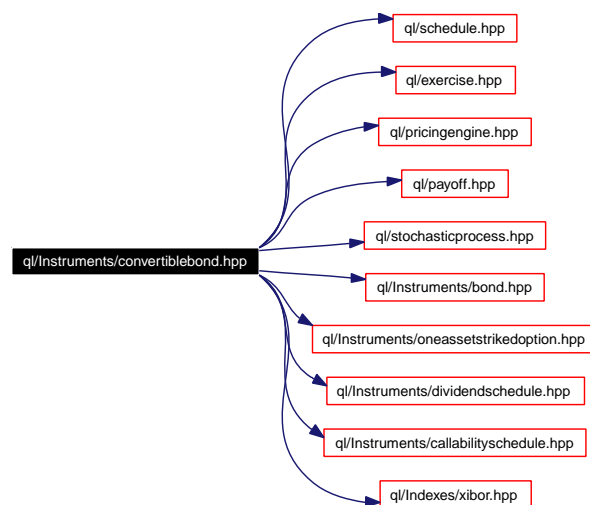 ql/schedule.hpp
ql/exercise.hpp
ql/pricingengine.hpp
ql/payoff.hpp
ql/stochasticprocess.hpp
ql/Instruments/convertiblebond.hpp
ql/Instruments/bond.hpp
ql/Instruments/oneassetstrikedoption.hpp
ql/Instruments/dividendschedule.hpp
ql/Instruments/callabilityschedule.hpp
ql/Indexes/xibor.hpp